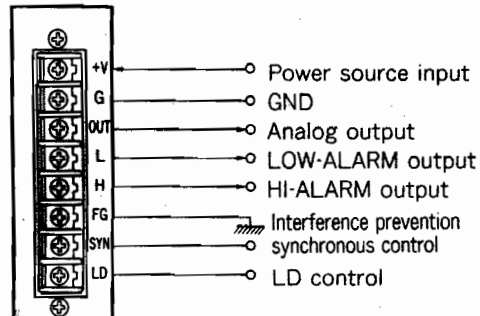 +V Power source input
G GND
OUT Analog output
L LOW-ALARM output
H HI-ALARM output
FG Interference prevention
SYN synchronous control
LD LD control